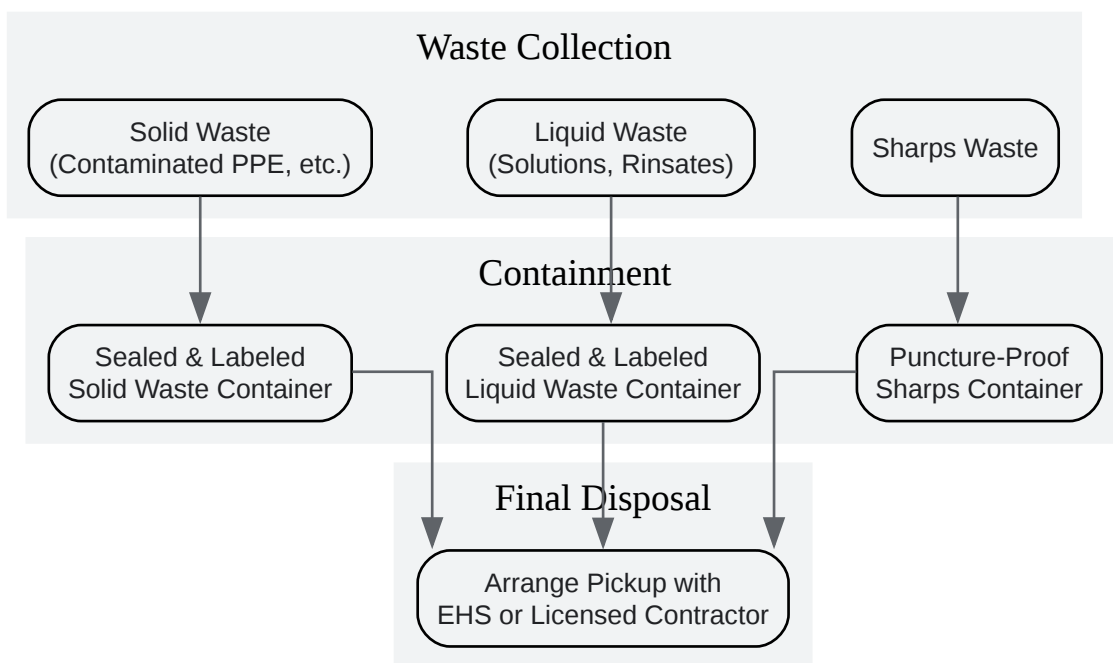 Waste Collection
Solid Waste
(Contaminated PPE, etc.)
Liquid Waste
(Solutions, Rinsates)
Sharps Waste
Containment
Sealed & Labeled
Solid Waste Container
Sealed & Labeled
Liquid Waste Container
Puncture-Proof
Sharps Container
Final Disposal
Arrange Pickup with
EHS or Licensed Contractor